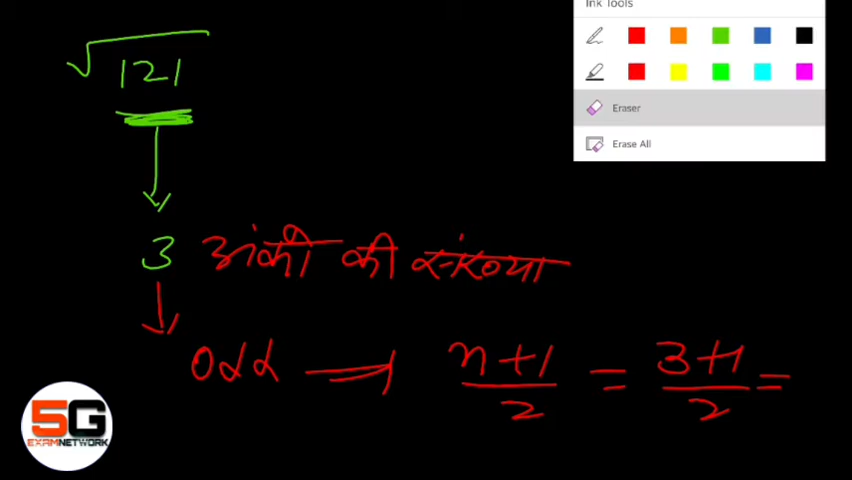 Ink Tools
√121
Eraser
Erase All
3 अंकों की संख्या
odd ⇒ n+1/2 = 3+1/2 =
5G
EXAMNETWORK